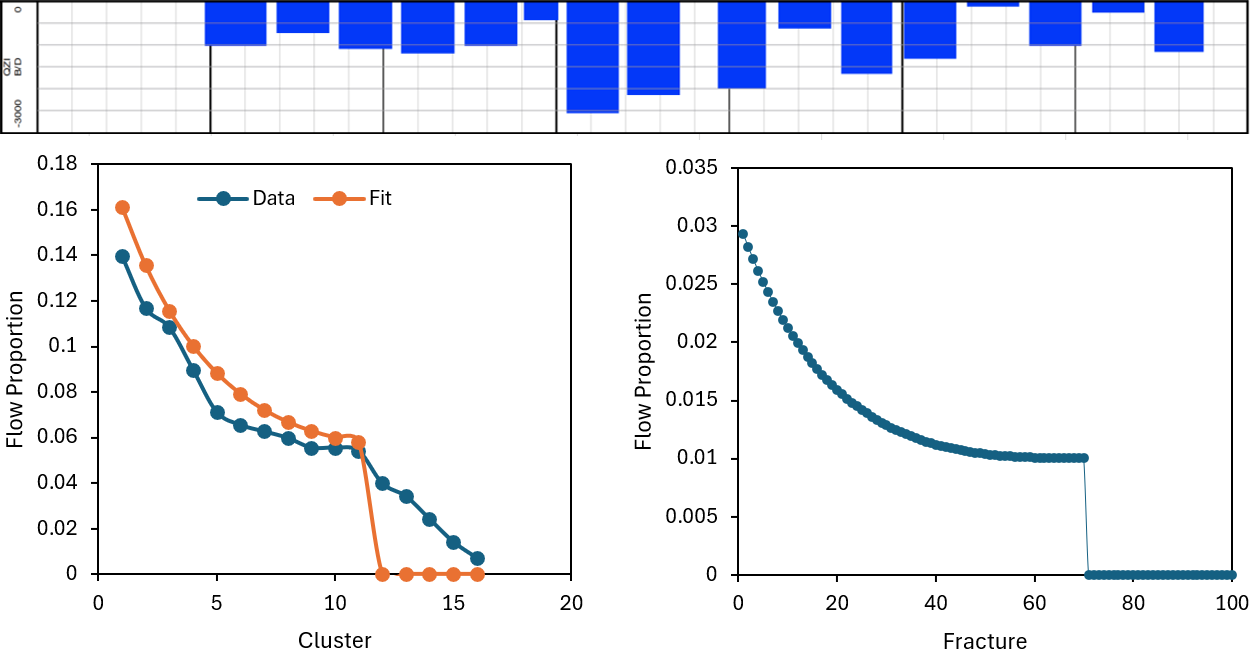 0
QZI
B/D
-3000
Data
Fit
0.18
0.16
0.14
0.12
0.1
0.08
0.06
0.04
0.02
0
Flow Proportion
0 5 10 15 20
Cluster
0.035
0.03
0.025
0.02
0.015
0.01
0.005
0
Flow Proportion
0 20 40 60 80 100
Fracture